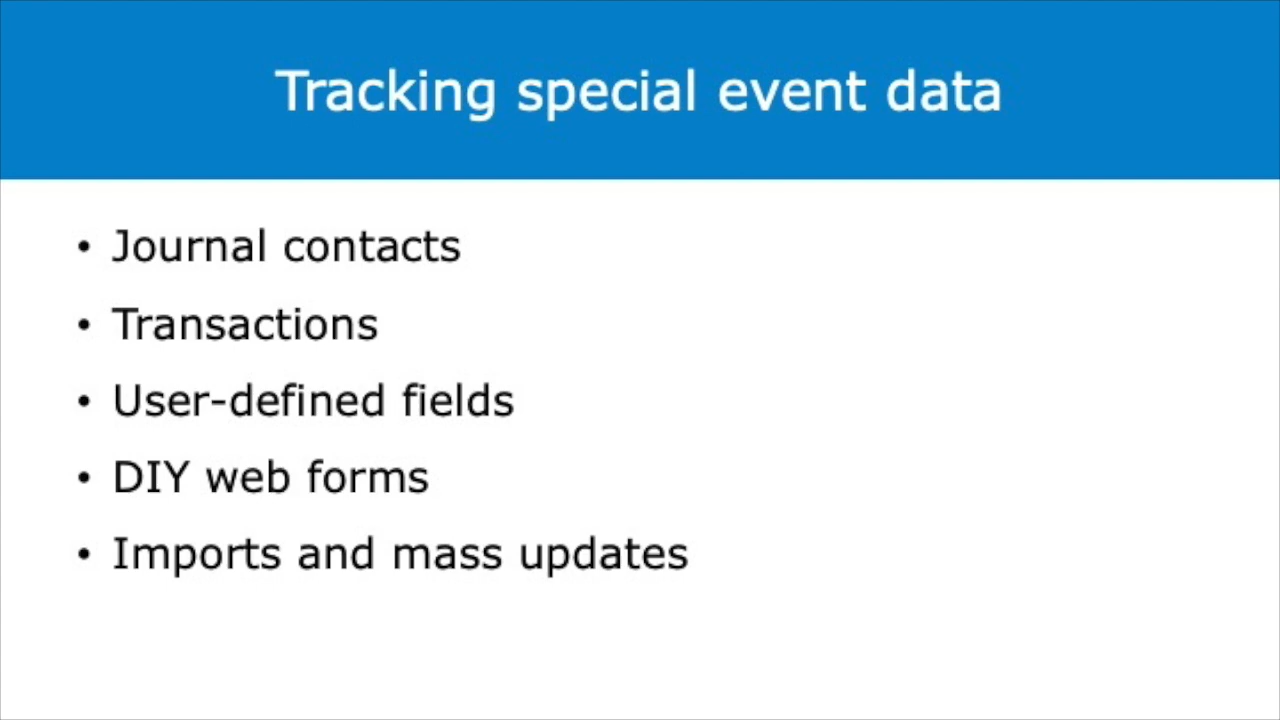 Tracking special event data
• Journal contacts
• Transactions
• User-defined fields
• DIY web forms
• Imports and mass updates